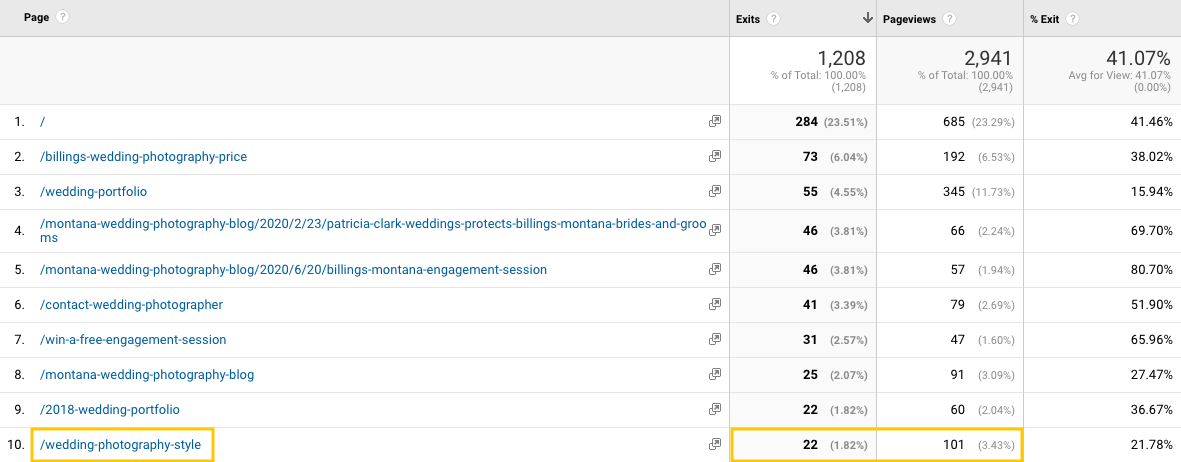 Page ? Exits ? Pageviews ? % Exit ?
1,208 2,941 41.07%
% of Total: 100.00% % of Total: 100.00% Avg for View: 41.07%
(1,208) (2,941) (0.00%)
1. / 284 (23.51%) 685 (23.29%) 41.46%
2. /billings-wedding-photography-price 73 (6.04%) 192 (6.53%) 38.02%
3. /wedding-portfolio 55 (4.55%) 345 (11.73%) 15.94%
4. /montana-wedding-photography-blog/2020/2/23/patricia-clark-weddings-protects-billings-montana-brides-and-groo 46 (3.81%) 66 (2.24%) 69.70%
ms
5. /montana-wedding-photography-blog/2020/6/20/billings-montana-engagement-session 46 (3.81%) 57 (1.94%) 80.70%
6. /contact-wedding-photographer 41 (3.39%) 79 (2.69%) 51.90%
7. /win-a-free-engagement-session 31 (2.57%) 47 (1.60%) 65.96%
8. /montana-wedding-photography-blog 25 (2.07%) 91 (3.09%) 27.47%
9. /2018-wedding-portfolio 22 (1.82%) 60 (2.04%) 36.67%
10. /wedding-photography-style 22 (1.82%) 101 (3.43%) 21.78%